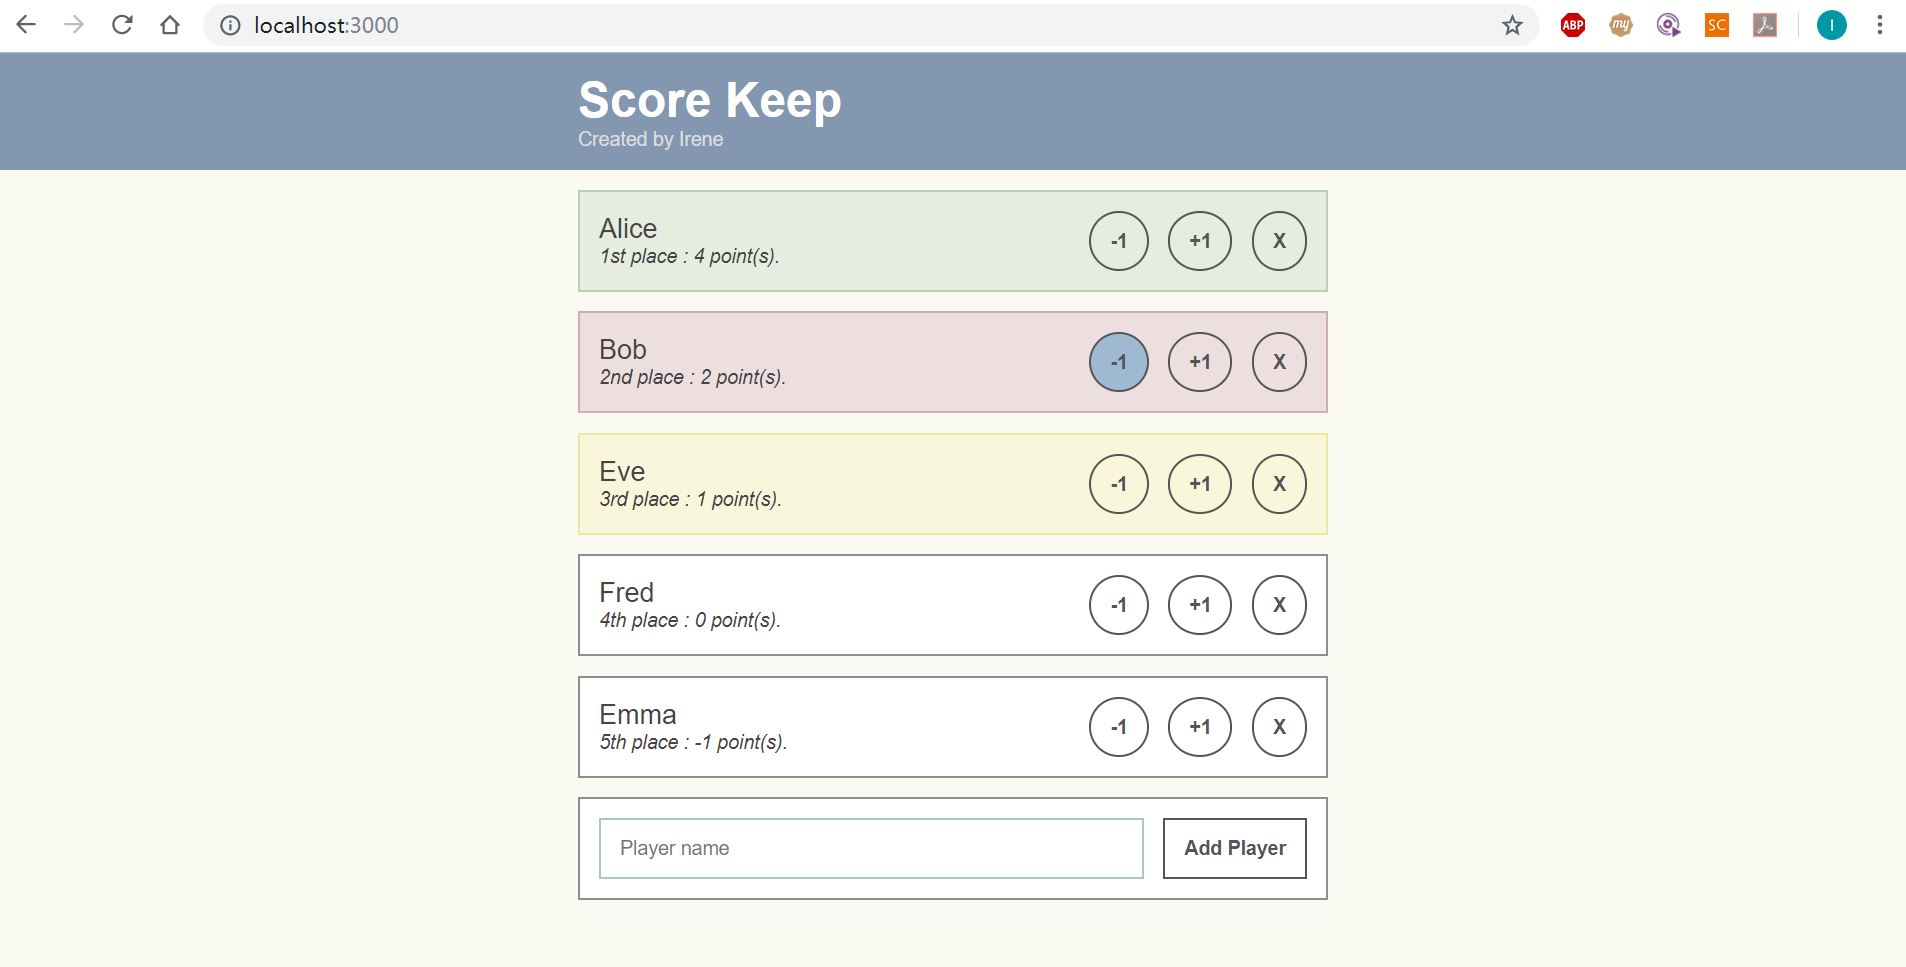 localhost:3000
ABP
my
SC
I
Score Keep
Created by Irene
Alice
1st place : 4 point(s).
-1 +1 X
Bob
2nd place : 2 point(s).
-1 +1 X
Eve
3rd place : 1 point(s).
-1 +1 X
Fred
4th place : 0 point(s).
-1 +1 X
Emma
5th place : -1 point(s).
-1 +1 X
Player name
Add Player